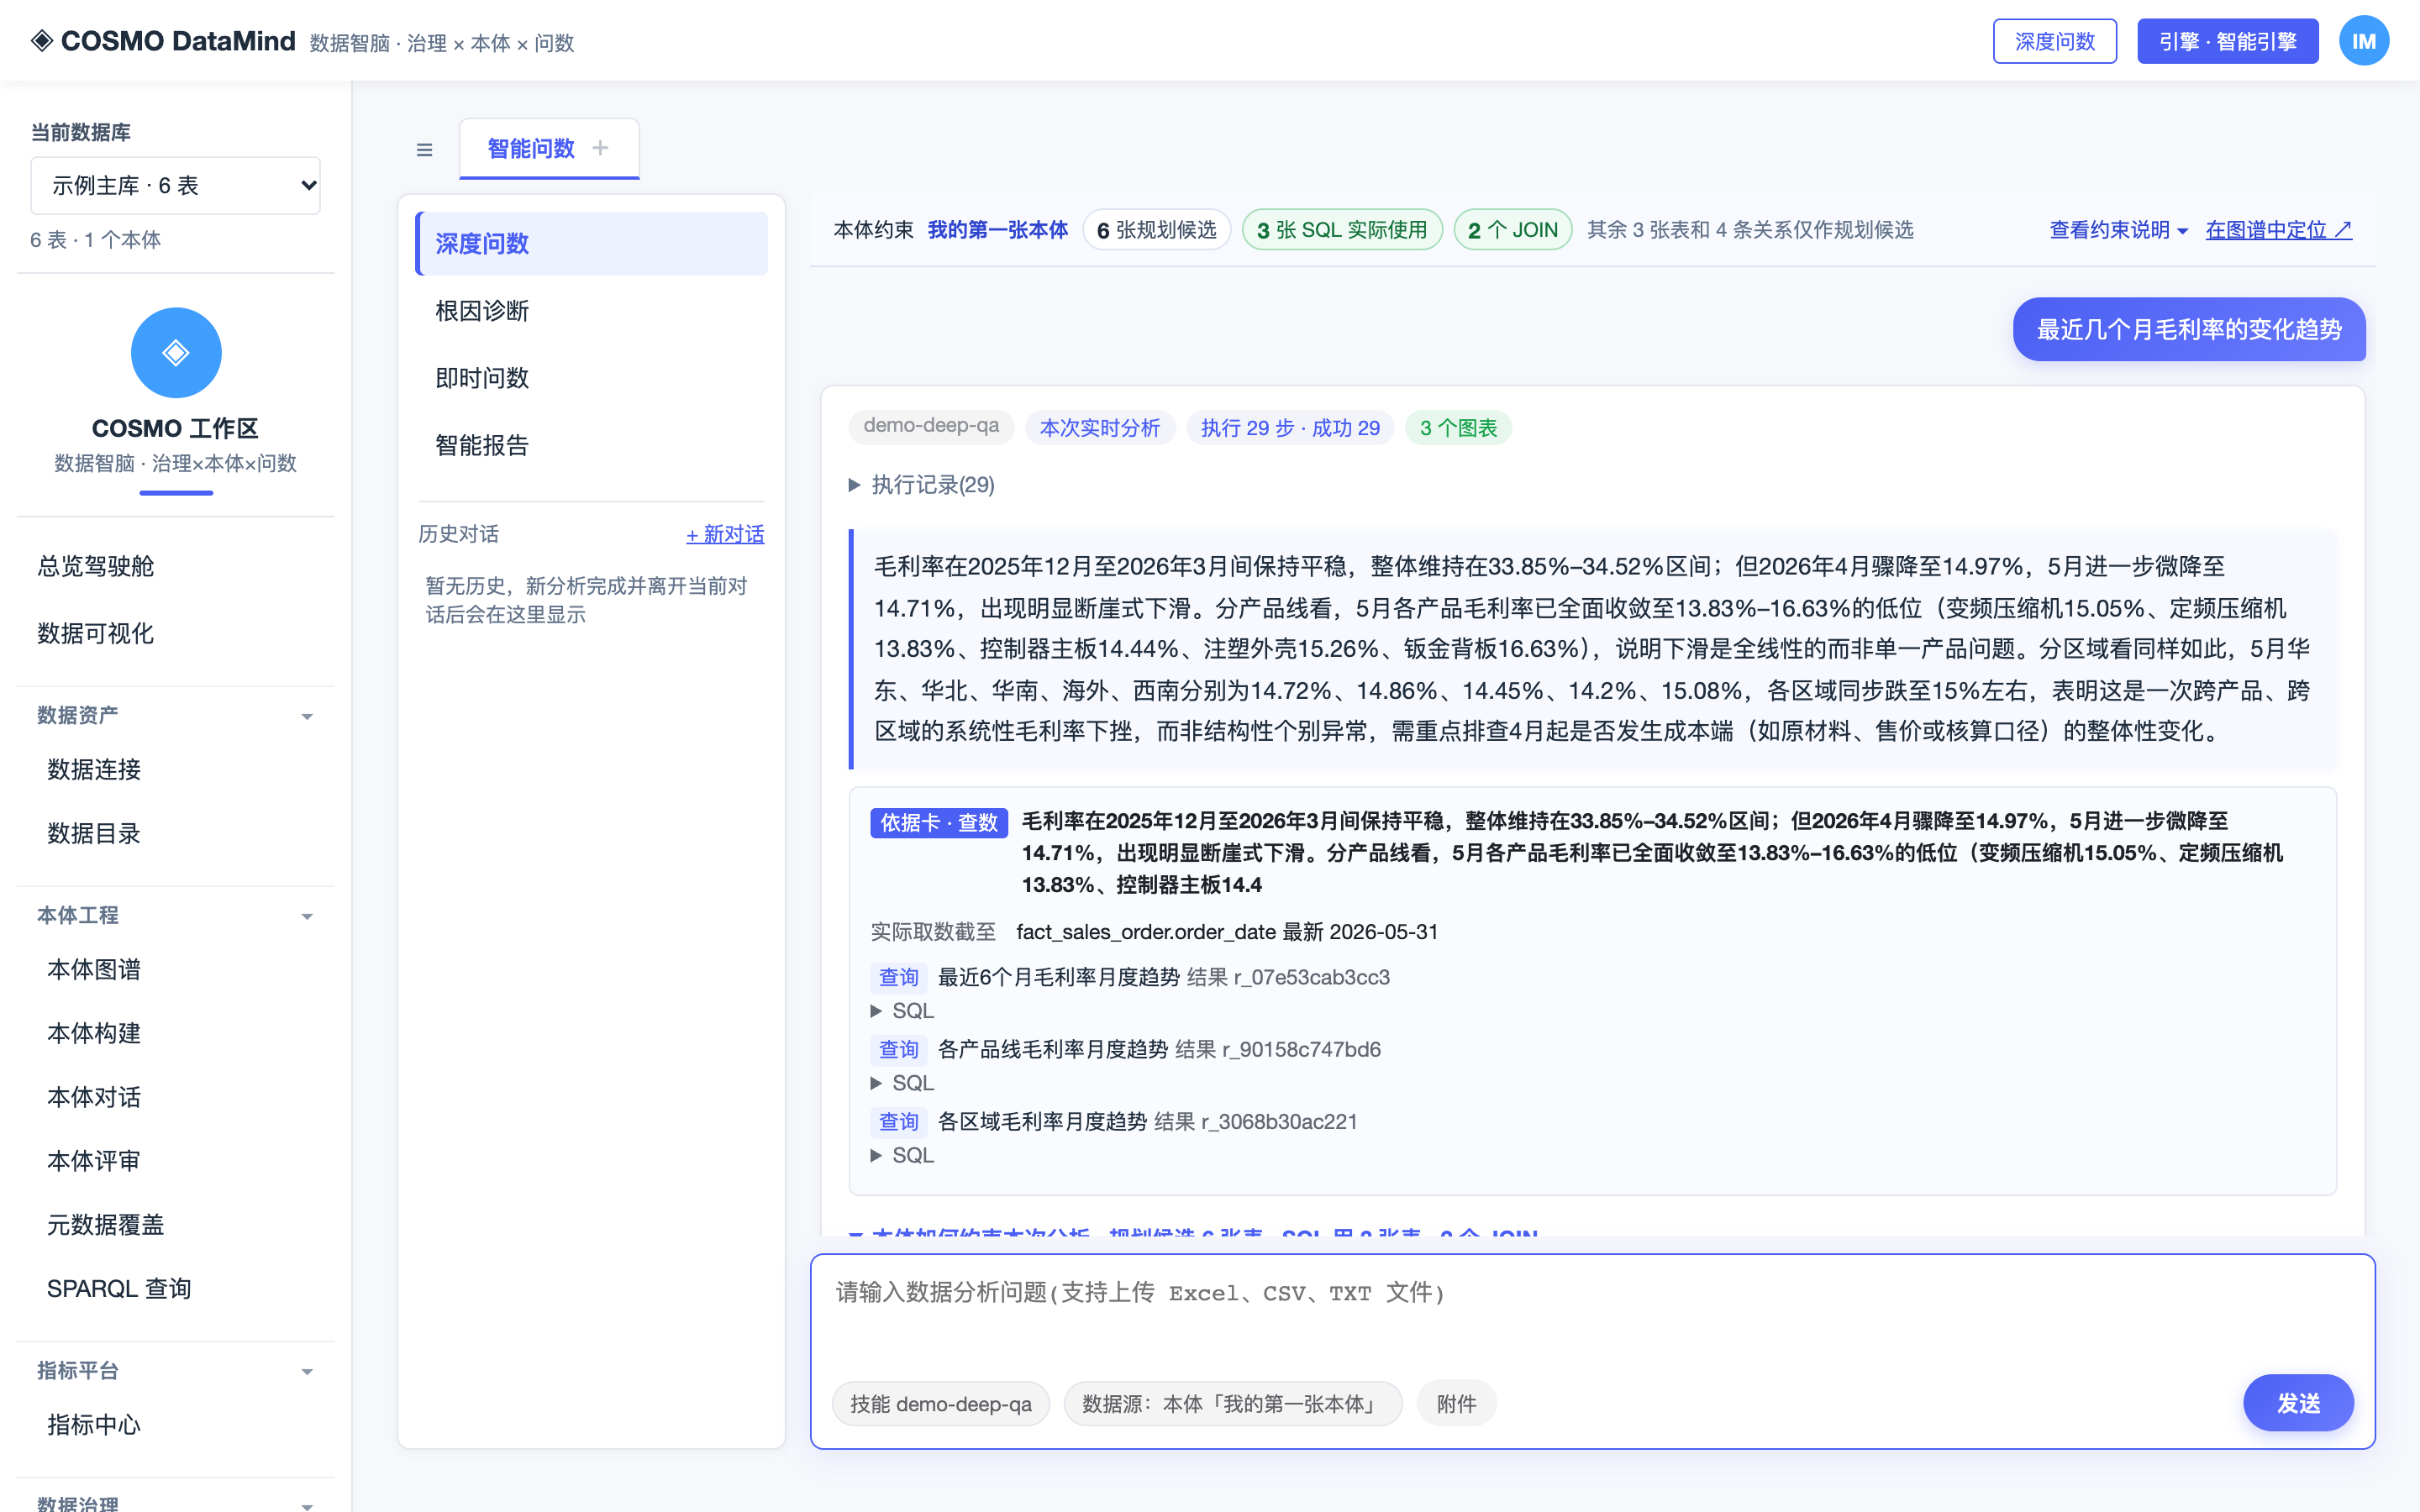 COSMO DataMind 数据智脑 · 治理 × 本体 × 问数
深度问数
引擎 · 智能引擎
IM
当前数据库
示例主库 · 6 表
6 表 · 1 个本体
COSMO 工作区
数据智脑 · 治理×本体×问数
总览驾驶舱
数据可视化
数据资产
数据连接
数据目录
本体工程
本体图谱
本体构建
本体对话
本体评审
元数据覆盖
SPARQL 查询
指标平台
指标中心
数据治理
智能问数 +
深度问数
根因诊断
即时问数
智能报告
历史对话
+ 新对话
暂无历史，新分析完成并离开当前对
话后会在这里显示
本体约束 我的第一张本体 6 张规划候选 3 张 SQL 实际使用 2 个 JOIN 其余 3 张表和 4 条关系仅作规划候选 查看约束说明 在图谱中定位 ↗
最近几个月毛利率的变化趋势
demo-deep-qa 本次实时分析 执行 29 步 · 成功 29 3 个图表
执行记录(29)
毛利率在2025年12月至2026年3月间保持平稳，整体维持在33.85%–34.52%区间；但2026年4月骤降至14.97%，5月进一步微降至
14.71%，出现明显断崖式下滑。分产品线看，5月各产品毛利率已全面收敛至13.83%–16.63%的低位（变频压缩机15.05%、定频压缩机
13.83%、控制器主板14.44%、注塑外壳15.26%、钣金背板16.63%），说明下滑是全线性的而非单一产品问题。分区域看同样如此，5月华
东、华北、华南、海外、西南分别为14.72%、14.86%、14.45%、14.2%、15.08%，各区域同步跌至15%左右，表明这是一次跨产品、跨
区域的系统性毛利率下挫，而非结构性个别异常，需重点排查4月起是否发生成本端（如原材料、售价或核算口径）的整体性变化。
依据卡 · 查数 毛利率在2025年12月至2026年3月间保持平稳，整体维持在33.85%–34.52%区间；但2026年4月骤降至14.97%，5月进一步微降至
14.71%，出现明显断崖式下滑。分产品线看，5月各产品毛利率已全面收敛至13.83%–16.63%的低位（变频压缩机15.05%、定频压缩机
13.83%、控制器主板14.4
实际取数截至 fact_sales_order.order_date 最新 2026-05-31
查询 最近6个月毛利率月度趋势 结果 r_07e53cab3cc3
SQL
查询 各产品线毛利率月度趋势 结果 r_90158c747bd6
SQL
查询 各区域毛利率月度趋势 结果 r_3068b30ac221
SQL
本体如何约束本次分析 · 规划候选 6 张表 · SQL 用 3 张表 · 2 个 JOIN
请输入数据分析问题(支持上传 Excel、CSV、TXT 文件)
技能 demo-deep-qa
数据源：本体「我的第一张本体」
附件
发送